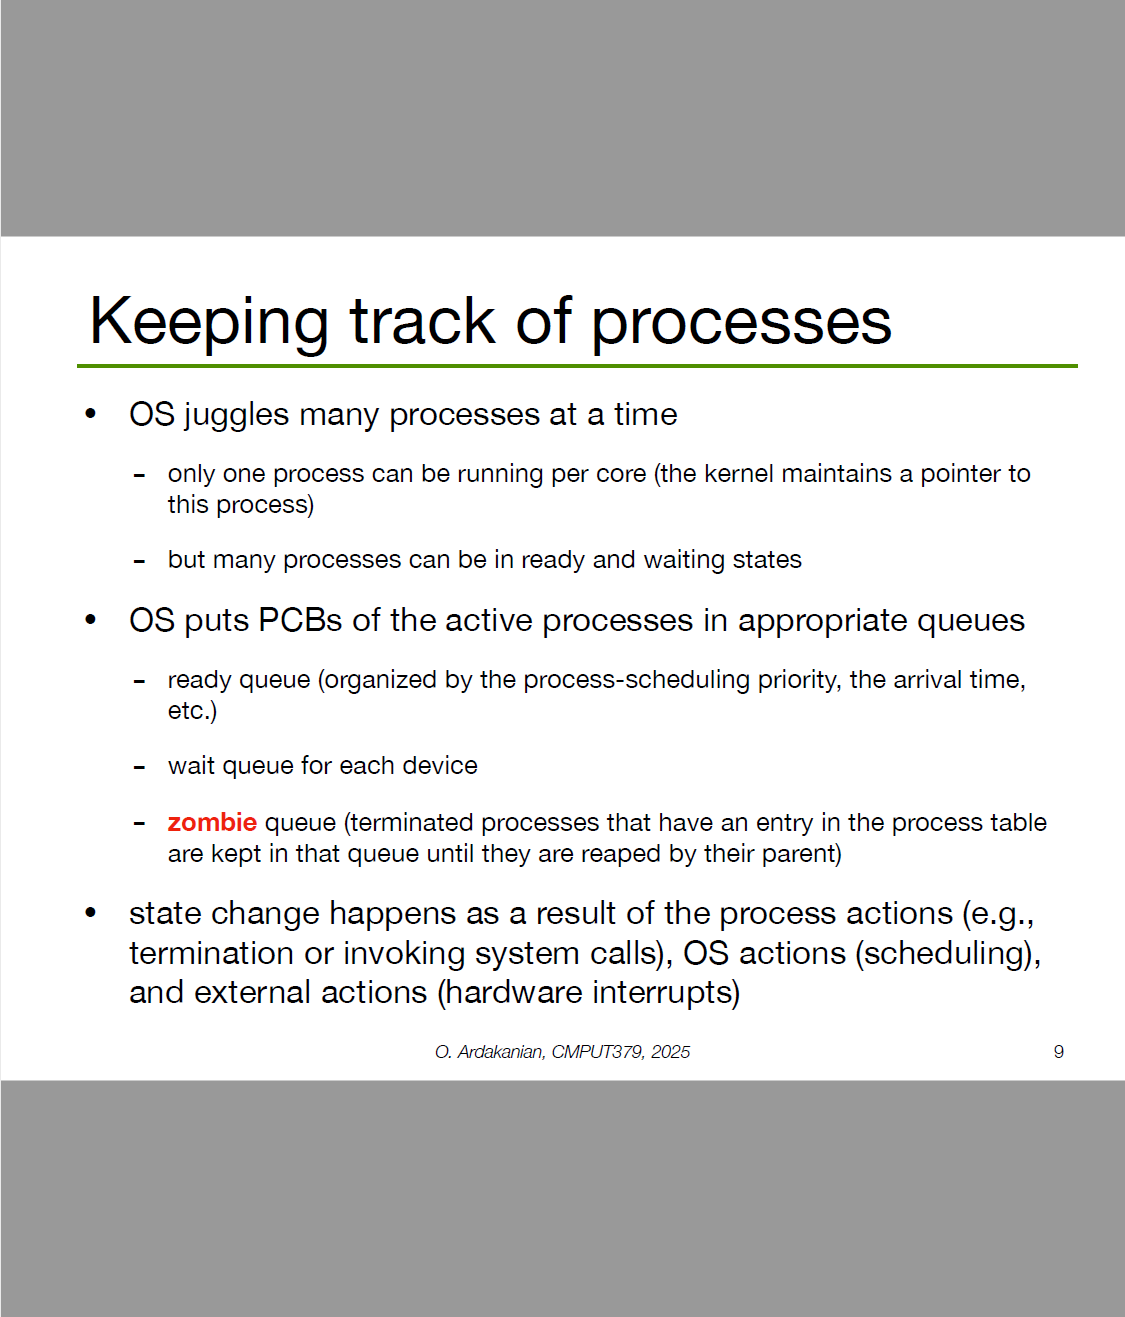 Keeping track of processes
• OS juggles many processes at a time
– only one process can be running per core (the kernel maintains a pointer to
this process)
– but many processes can be in ready and waiting states
• OS puts PCBs of the active processes in appropriate queues
– ready queue (organized by the process-scheduling priority, the arrival time,
etc.)
– wait queue for each device
– zombie queue (terminated processes that have an entry in the process table
are kept in that queue until they are reaped by their parent)
• state change happens as a result of the process actions (e.g.,
termination or invoking system calls), OS actions (scheduling),
and external actions (hardware interrupts)
O. Ardakanian, CMPUT379, 2025
9